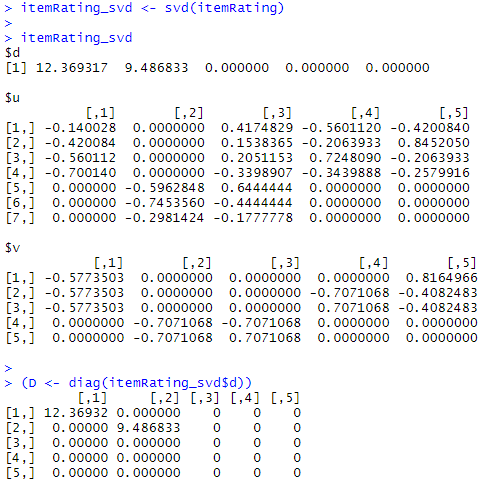 > itemRating_svd <- svd(itemRating)
>
> itemRating_svd
$d
[1] 12.369317  9.486833  0.000000  0.000000  0.000000

$u
          [,1]       [,2]       [,3]       [,4]       [,5]
[1,] -0.140028  0.0000000  0.4174829 -0.5601120 -0.4200840
[2,] -0.420084  0.0000000  0.1538365 -0.2063933  0.8452050
[3,] -0.560112  0.0000000  0.2051153  0.7248090 -0.2063933
[4,] -0.700140  0.0000000 -0.3398907 -0.3439888 -0.2579916
[5,]  0.000000 -0.5962848  0.6444444  0.0000000  0.0000000
[6,]  0.000000 -0.7453560 -0.4444444  0.0000000  0.0000000
[7,]  0.000000 -0.2981424 -0.1777778  0.0000000  0.0000000

$v
           [,1]       [,2]       [,3]       [,4]       [,5]
[1,] -0.5773503  0.0000000  0.0000000  0.0000000  0.8164966
[2,] -0.5773503  0.0000000  0.0000000 -0.7071068 -0.4082483
[3,] -0.5773503  0.0000000  0.0000000  0.7071068 -0.4082483
[4,]  0.0000000 -0.7071068 -0.7071068  0.0000000  0.0000000
[5,]  0.0000000 -0.7071068  0.7071068  0.0000000  0.0000000

>
> (D <- diag(itemRating_svd$d))
         [,1]     [,2] [,3] [,4] [,5]
[1,] 12.36932 0.000000    0    0    0
[2,]  0.00000 9.486833    0    0    0
[3,]  0.00000 0.000000    0    0    0
[4,]  0.00000 0.000000    0    0    0
[5,]  0.00000 0.000000    0    0    0